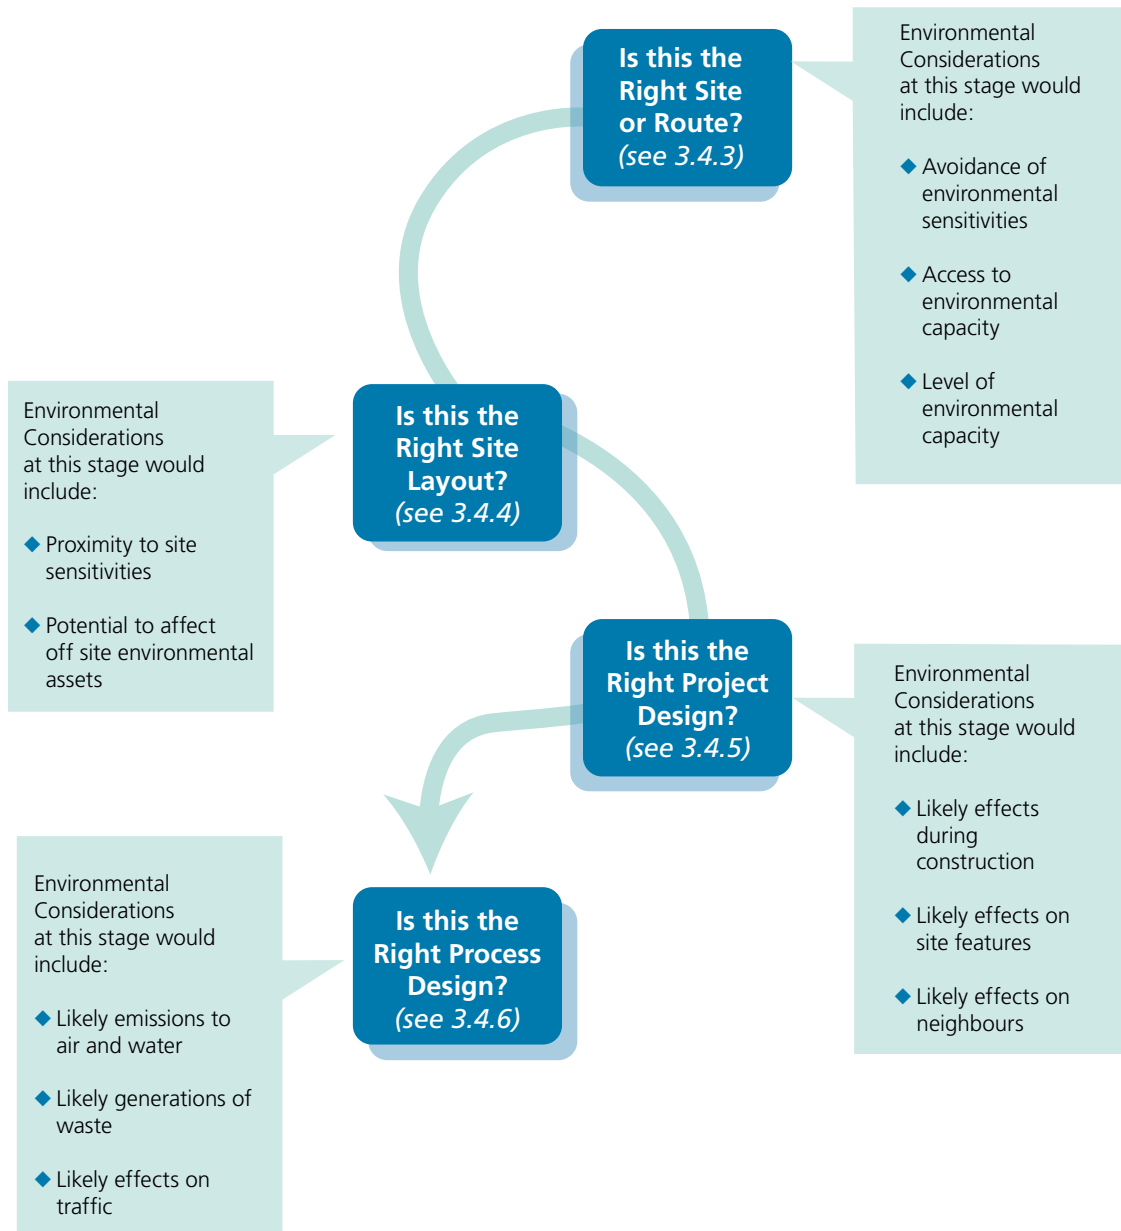 Is this the
Right Site
or Route?
(see 3.4.3)
Environmental
Considerations
at this stage would
include:
◆ Avoidance of
environmental
sensitivities
◆ Access to
environmental
capacity
◆ Level of
environmental
capacity
Is this the
Right Site
Layout?
(see 3.4.4)
Environmental
Considerations
at this stage would
include:
◆ Proximity to site
sensitivities
◆ Potential to affect
off site environmental
assets
Is this the
Right Project
Design?
(see 3.4.5)
Environmental
Considerations
at this stage would
include:
◆ Likely effects
during
construction
◆ Likely effects on
site features
◆ Likely effects on
neighbours
Is this the
Right Process
Design?
(see 3.4.6)
Environmental
Considerations
at this stage would
include:
◆ Likely emissions to
air and water
◆ Likely generations of
waste
◆ Likely effects on
traffic